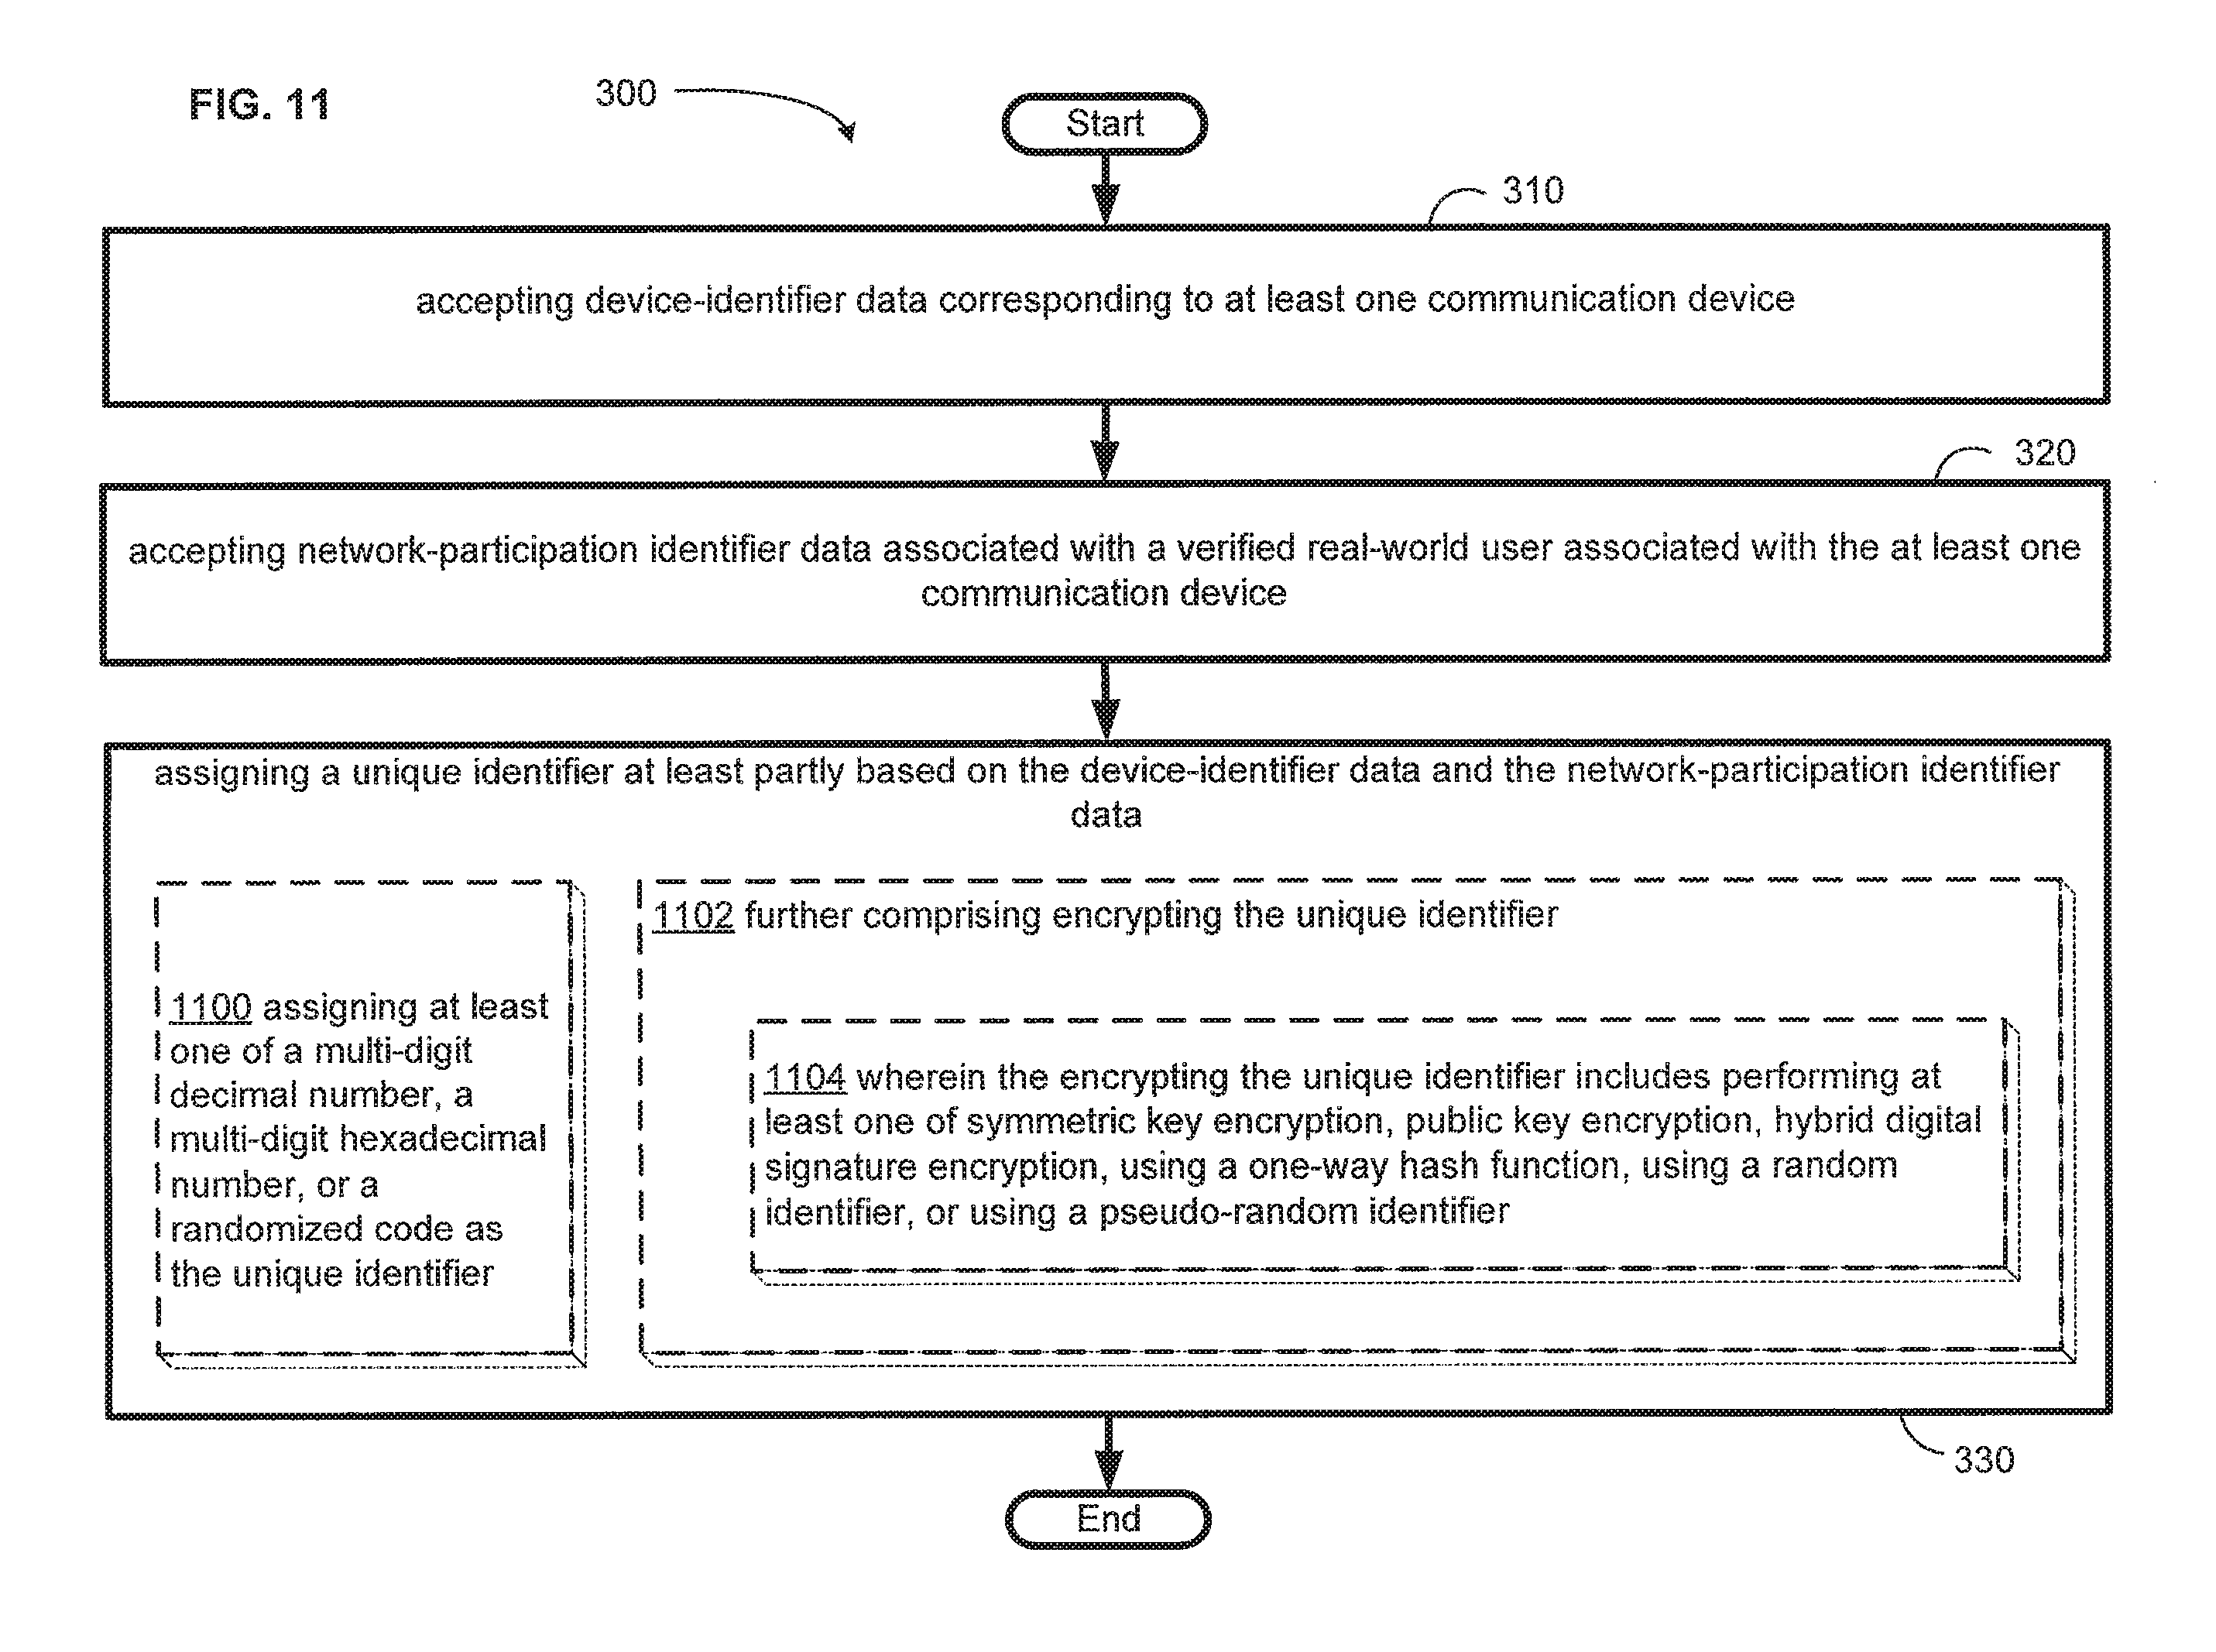 FIG. 11
300
Start
310
accepting device-identifier data corresponding to at least one communication device
320
accepting network-participation identifier data associated with a verified real-world user associated with the at least one
communication device
assigning a unique identifier at least partly based on the device-identifier data and the network-participation identifier
data
1100 assigning at least
one of a multi-digit
decimal number, a
multi-digit hexadecimal
number, or a
randomized code as
the unique identifier
1102 further comprising encrypting the unique identifier
1104 wherein the encrypting the unique identifier includes performing at
least one of symmetric key encryption, public key encryption, hybrid digital
signature encryption, using a one-way hash function, using a random
identifier, or using a pseudo-random identifier
330
End